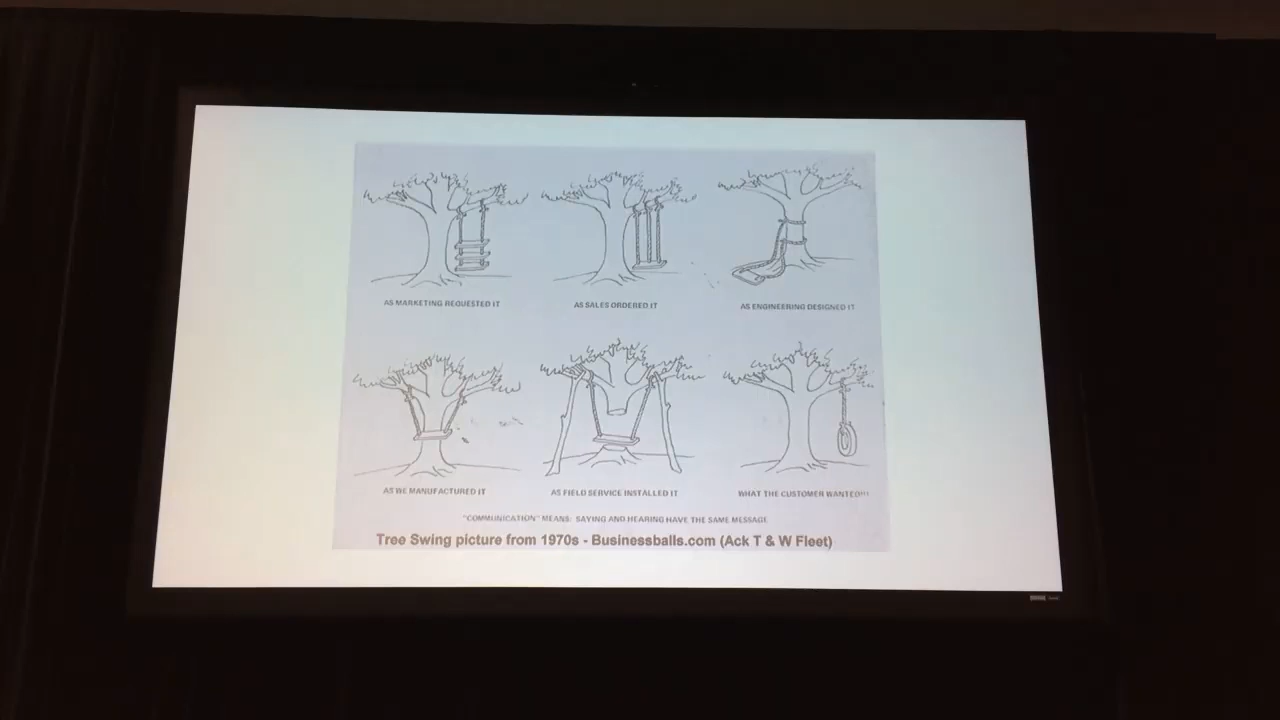 AS MARKETING REQUESTED IT
AS SALES ORDERED IT
AS ENGINEERING DESIGNED IT
AS WE MANUFACTURED IT
AS FIELD SERVICE INSTALLED IT
WHAT THE CUSTOMER WANTED!!!
"COMMUNICATION" MEANS: SAYING AND HEARING HAVE THE SAME MESSAGE
Tree Swing picture from 1970s - Businessballs.com (Ack T & W Fleet)